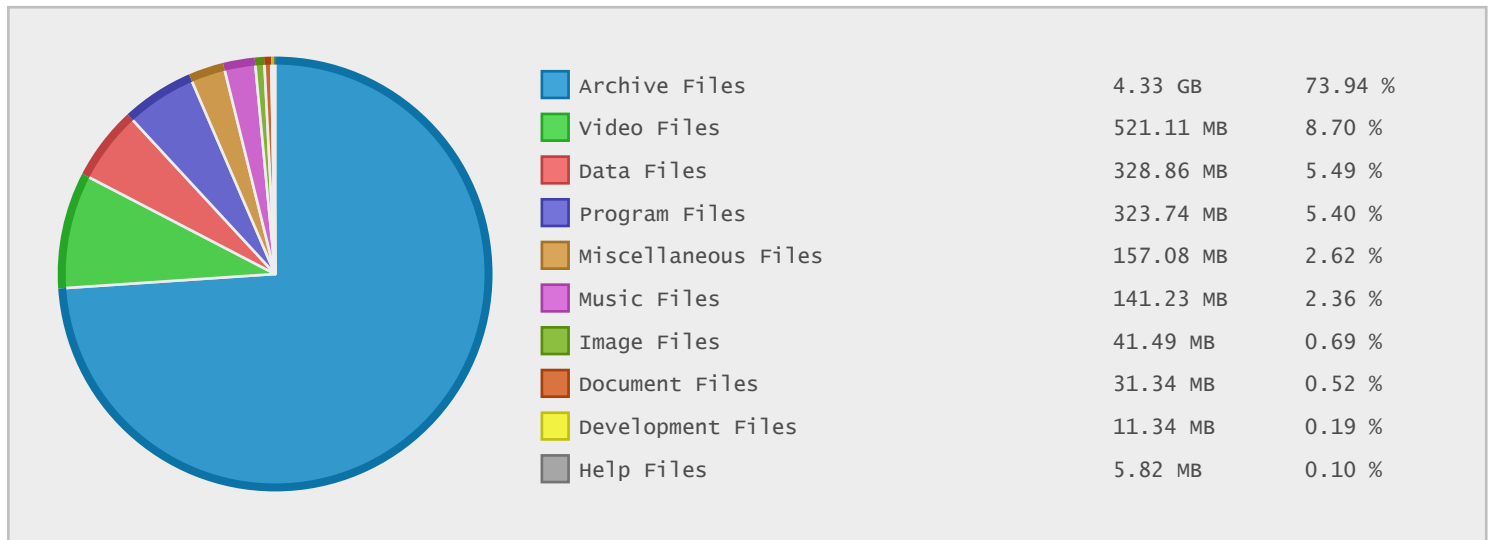 Archive Files 4.33 GB 73.94 %
Video Files 521.11 MB 8.70 %
Data Files 328.86 MB 5.49 %
Program Files 323.74 MB 5.40 %
Miscellaneous Files 157.08 MB 2.62 %
Music Files 141.23 MB 2.36 %
Image Files 41.49 MB 0.69 %
Document Files 31.34 MB 0.52 %
Development Files 11.34 MB 0.19 %
Help Files 5.82 MB 0.10 %